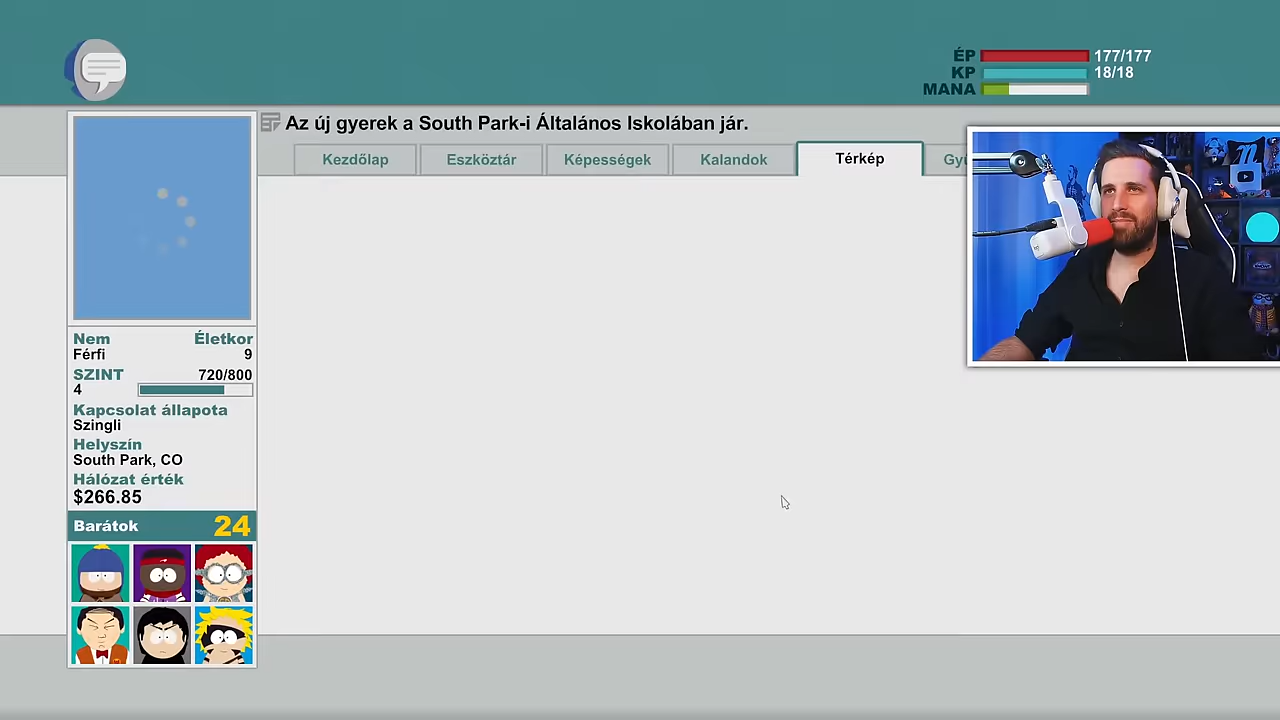 ÉP 177/177
KP 18/18
MANA
Az új gyerek a South Park-i Általános Iskolában jár.
Kezdőlap Eszköztár Képességek Kalandok Térkép
Nem Életkor
Férfi 9
SZINT 720/800
4
Kapcsolat állapota
Szingli
Helyszín
South Park, CO
Hálózat érték
$266.85
Barátok 24